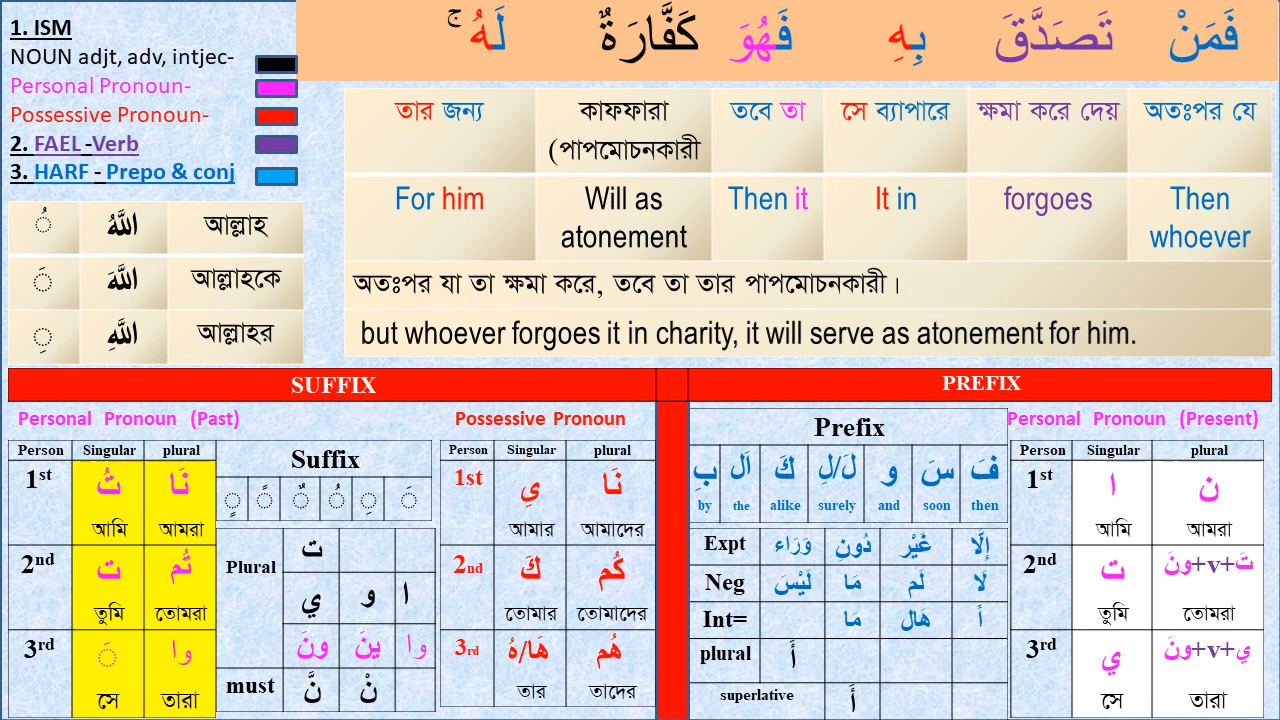 1. ISM
NOUN adjt, adv, intjec-
Personal Pronoun-
Possessive Pronoun-
2. FAEL -Verb
3. HARF - Prepo & conj
فَمَنْ تَصَدَّقَ بِهِ فَهُوَ كَفَّارَةٌ لَهُ ۚ
তার জন্য | কাফফারা (পাপমোচনকারী | তবে তা | সে ব্যাপারে | ক্ষমা করে দেয় | অতঃপর যে
For him | Will as atonement | Then it | It in | forgoes | Then whoever
অতঃপর যা তা ক্ষমা করে, তবে তা তার পাপমোচনকারী।
but whoever forgoes it in charity, it will serve as atonement for him.
ُ | اللَّهُ | আল্লাহ
َ | اللَّهَ | আল্লাহকে
ِ | اللَّهِ | আল্লাহর
SUFFIX
Personal Pronoun (Past)
Person | Singular | plural
1st | تُ | نَا
আমি | আমরা
2nd | ت | تُم
তুমি | তোমরা
3rd | َ | وا
সে | তারা
Suffix
ٍ | ً | ٌ | ُ | ِ | َ
Plural | ت
ي | و | ا
ونَ | ينَ | وا
must | نَّ | نْ
Possessive Pronoun
Person | Singular | plural
1st | ي | نَا
আমার | আমাদের
2nd | كَ | كُم
তোমার | তোমাদের
3rd | هَا/هُ | هُم
তার | তাদের
PREFIX
Prefix
بِ | اَل | كَ | لَ/لِ | و | سَ | فَ
by | the | alike | surely | and | soon | then
Expt | وَرَاء | دُونِ | غَيْر | إِلَّا
Neg | لَيْسَ | مَا | لَم | لَا
Int= | مَا | هَال | أَ
plural | أَ
superlative | أَ
Personal Pronoun (Present)
Person | Singular | plural
1st | ا | ن
আমি | আমরা
2nd | ت | تَ+v+ونَ
তুমি | তোমরা
3rd | ي | ي+v+ونَ
সে | তারা